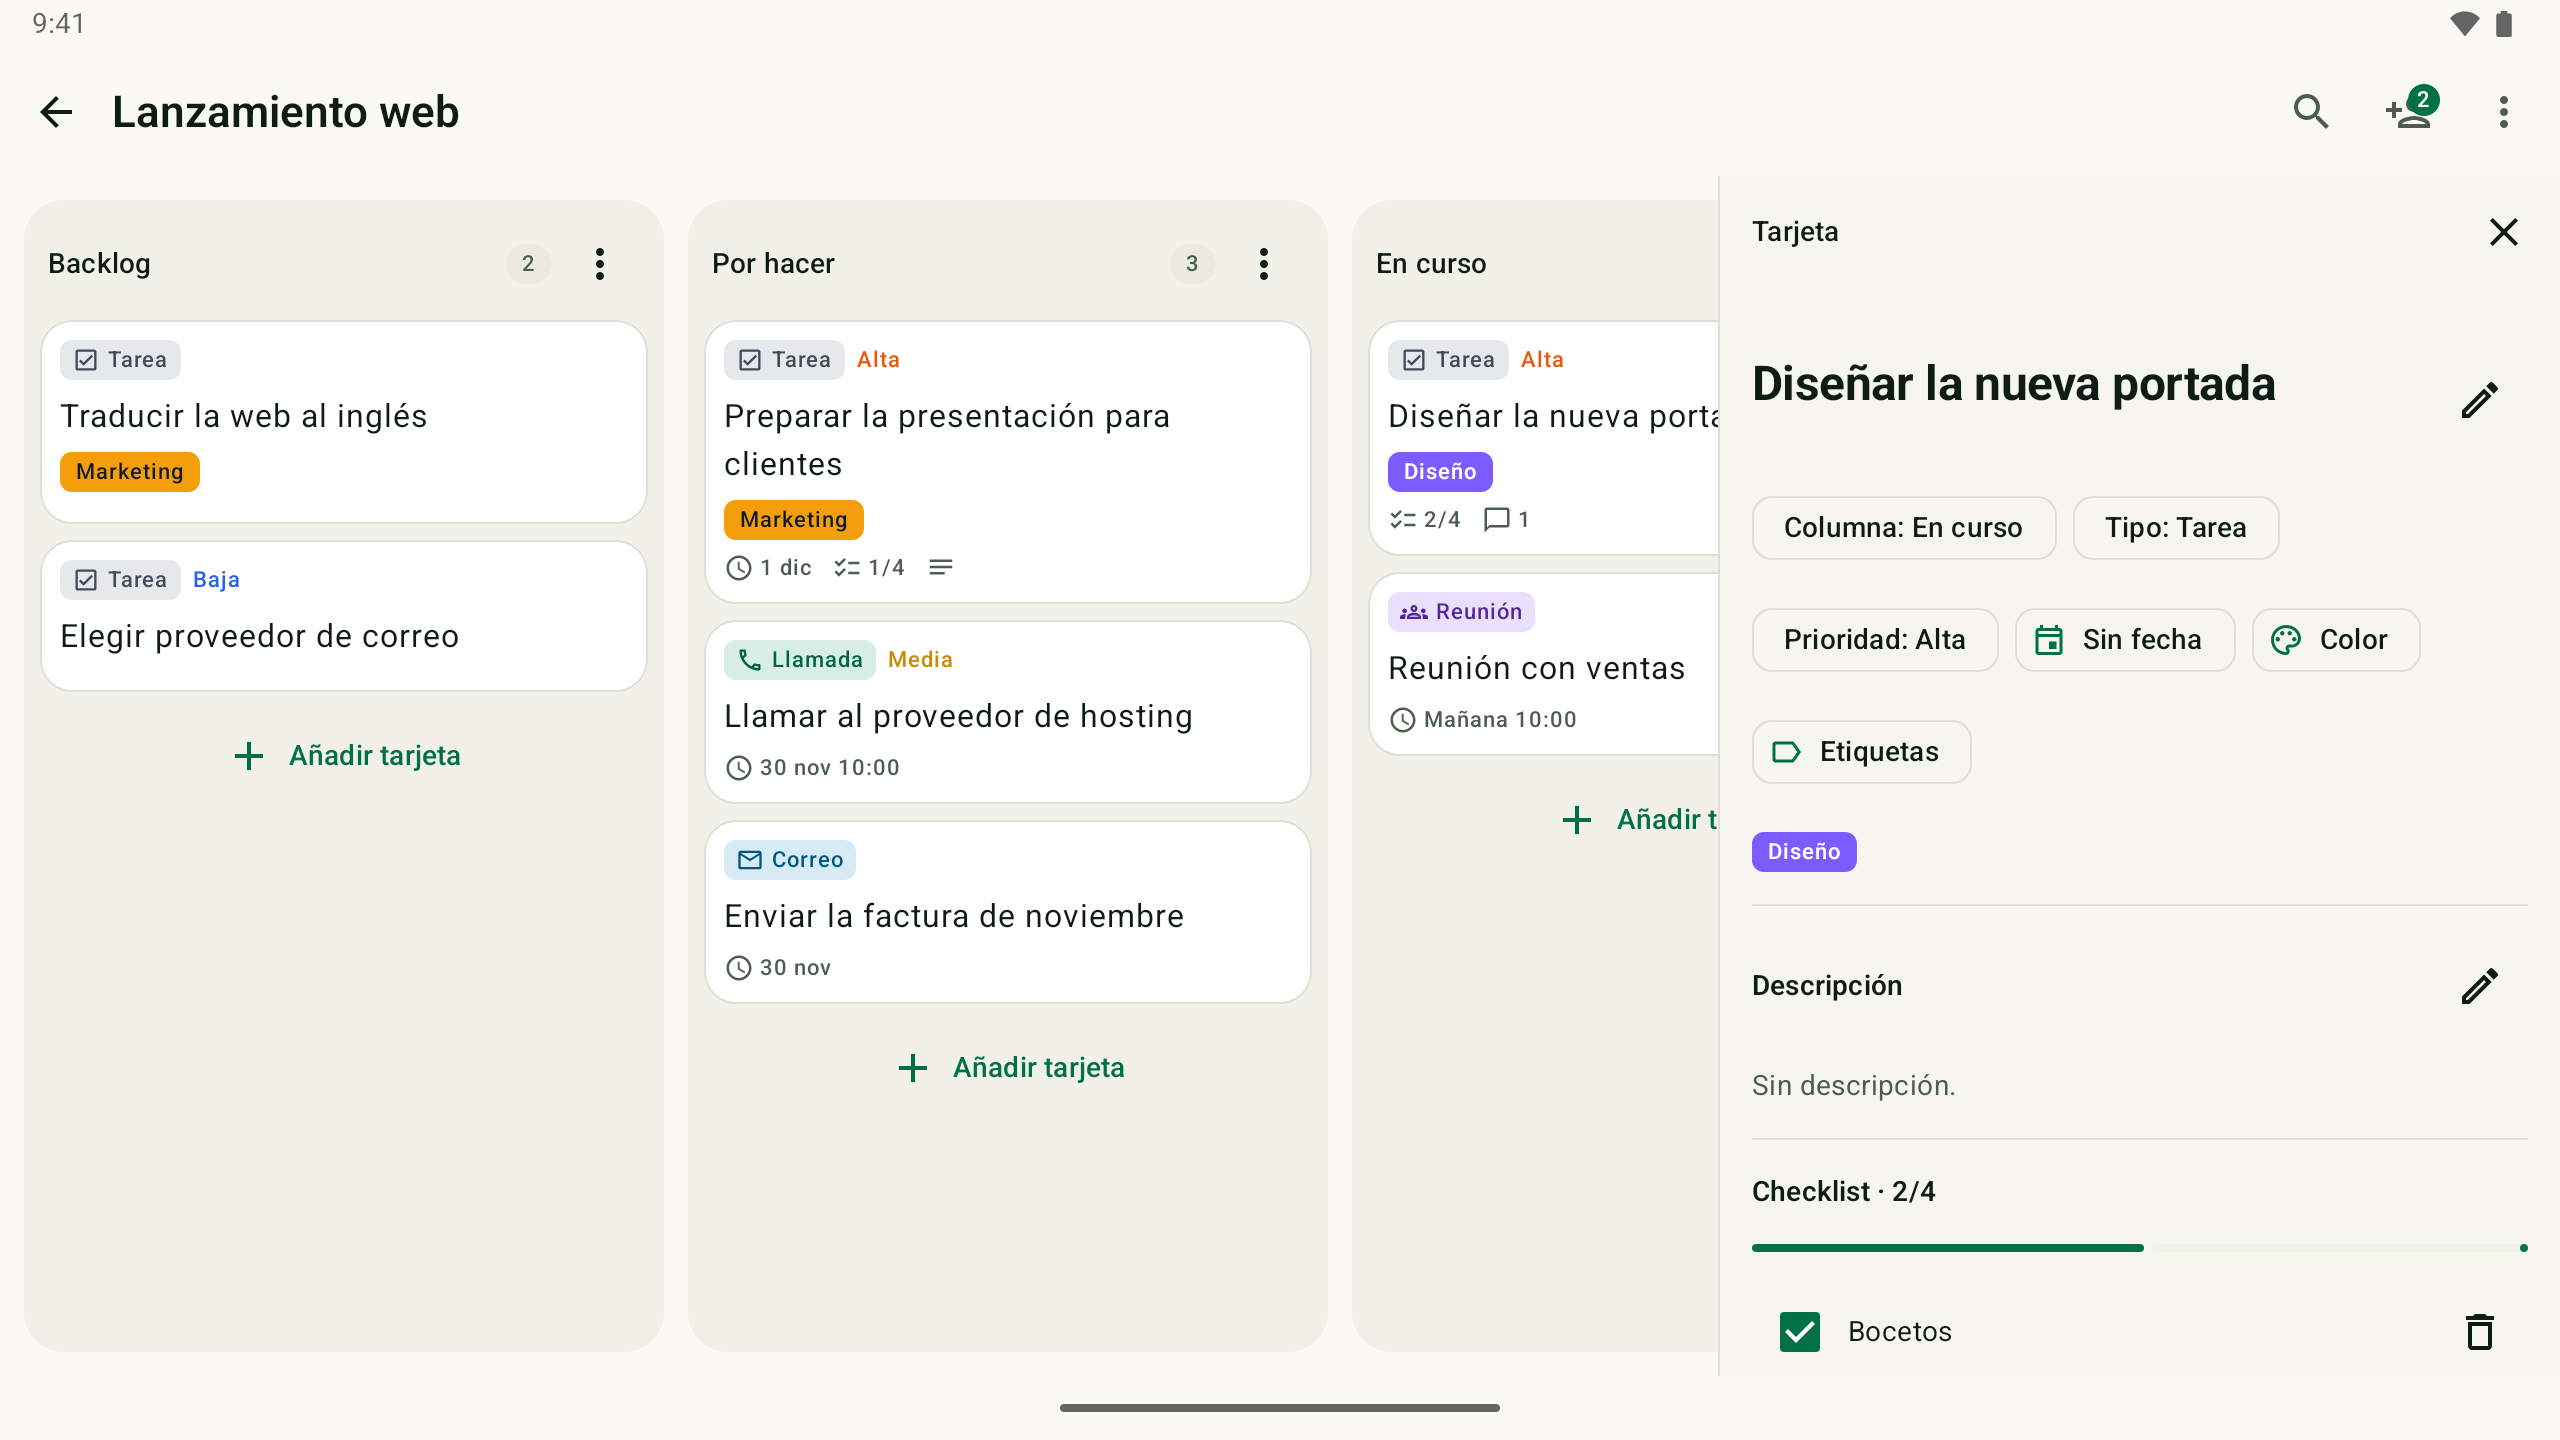 9:41
Lanzamiento web
2
Backlog
2
Tarea
Traducir la web al inglés
Marketing
Tarea Baja
Elegir proveedor de correo
Añadir tarjeta
Por hacer
3
Tarea Alta
Preparar la presentación para
clientes
Marketing
1 dic 1/4
Llamada Media
Llamar al proveedor de hosting
30 nov 10:00
Correo
Enviar la factura de noviembre
30 nov
Añadir tarjeta
En curso
Tarea Alta
Diseñar la nueva porta
Diseño
2/4 1
Reunión
Reunión con ventas
Mañana 10:00
Añadir t
Tarjeta
Diseñar la nueva portada
Columna: En curso
Tipo: Tarea
Prioridad: Alta
Sin fecha
Color
Etiquetas
Diseño
Descripción
Sin descripción.
Checklist · 2/4
Bocetos